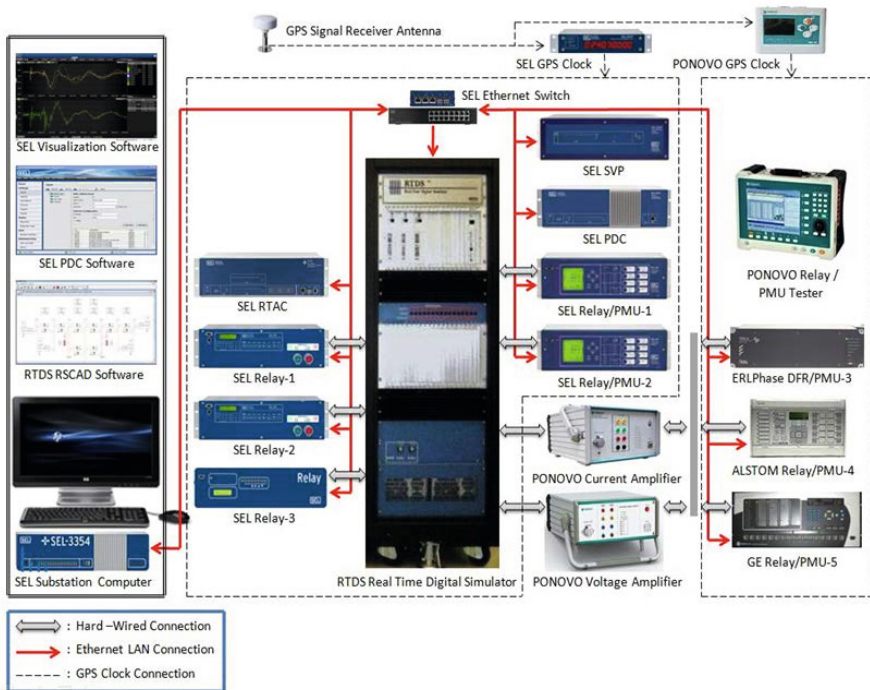 GPS Signal Receiver Antenna
SEL GPS Clock
PONOVO GPS Clock
SEL Ethernet Switch
SEL Visualization Software
SEL SVP
RTDS
SEL PDC Software
SEL PDC
PONOVO Relay /
PMU Tester
SEL RTAC
SEL Relay/PMU-1
RTDS RSCAD Software
SEL Relay-1
SEL Relay/PMU-2
ERLPhase DFR/PMU-3
SEL Relay-2
PONOVO Current Amplifier
ALSTOM Relay/PMU-4
Relay
SEL Relay-3
SEL-3354
SEL Substation Computer
RTDS Real Time Digital Simulator
PONOVO Voltage Amplifier
GE Relay/PMU-5
: Hard –Wired Connection
: Ethernet LAN Connection
: GPS Clock Connection